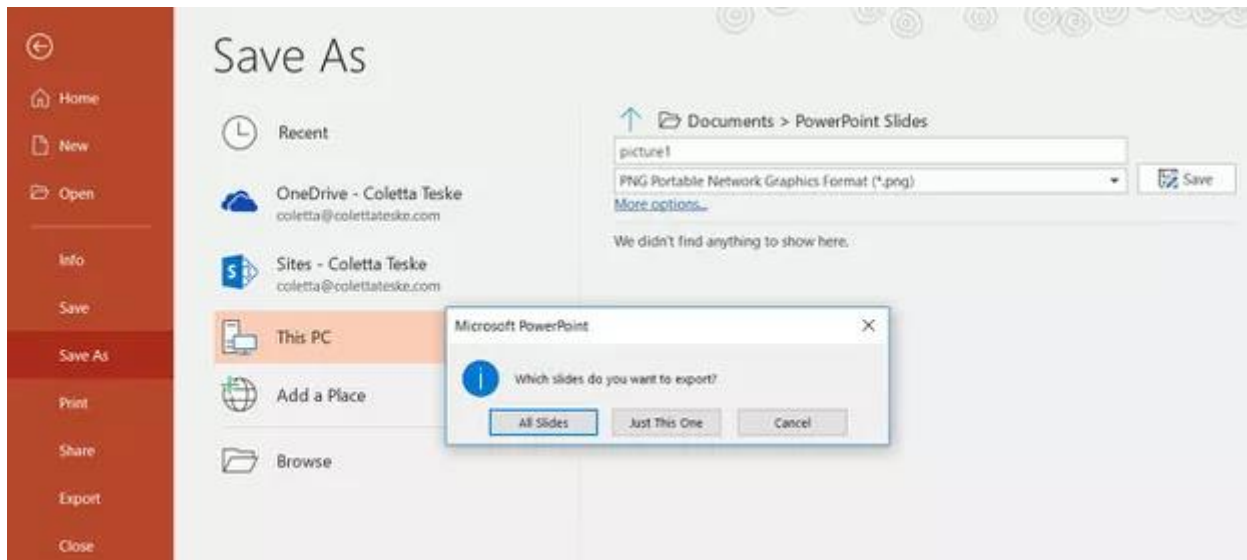 Save As
Home
New
Open
Info
Save
Save As
Print
Share
Export
Close
Recent
OneDrive - Coletta Teske
coletta@colettateske.com
Sites - Coletta Teske
coletta@colettateske.com
This PC
Add a Place
Browse
Documents > PowerPoint Slides
picture1
PNG Portable Network Graphics Format (*.png)
Save
More options...
We didn't find anything to show here.
Microsoft PowerPoint
Which slides do you want to export?
All Slides
Just This One
Cancel